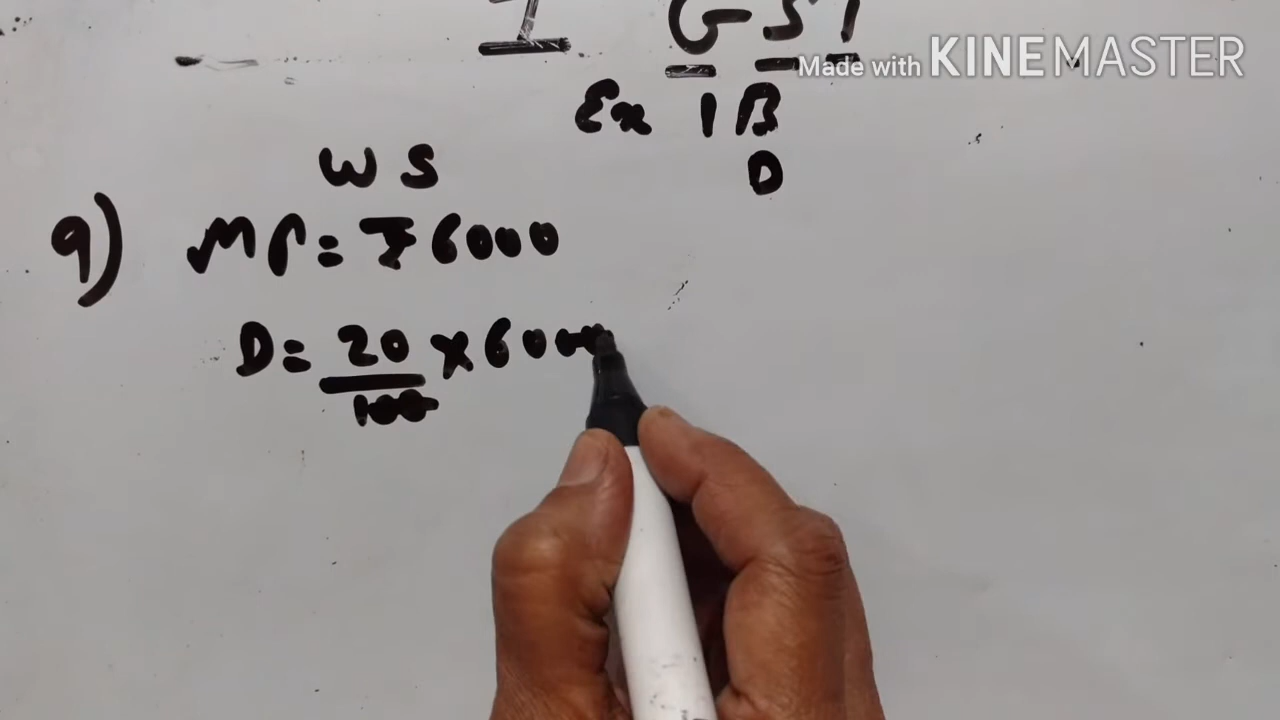 I GST
Made with KINEMASTER
Ex 1B
D
WS
9) MP = ₹6000
D = 20/100 × 6000